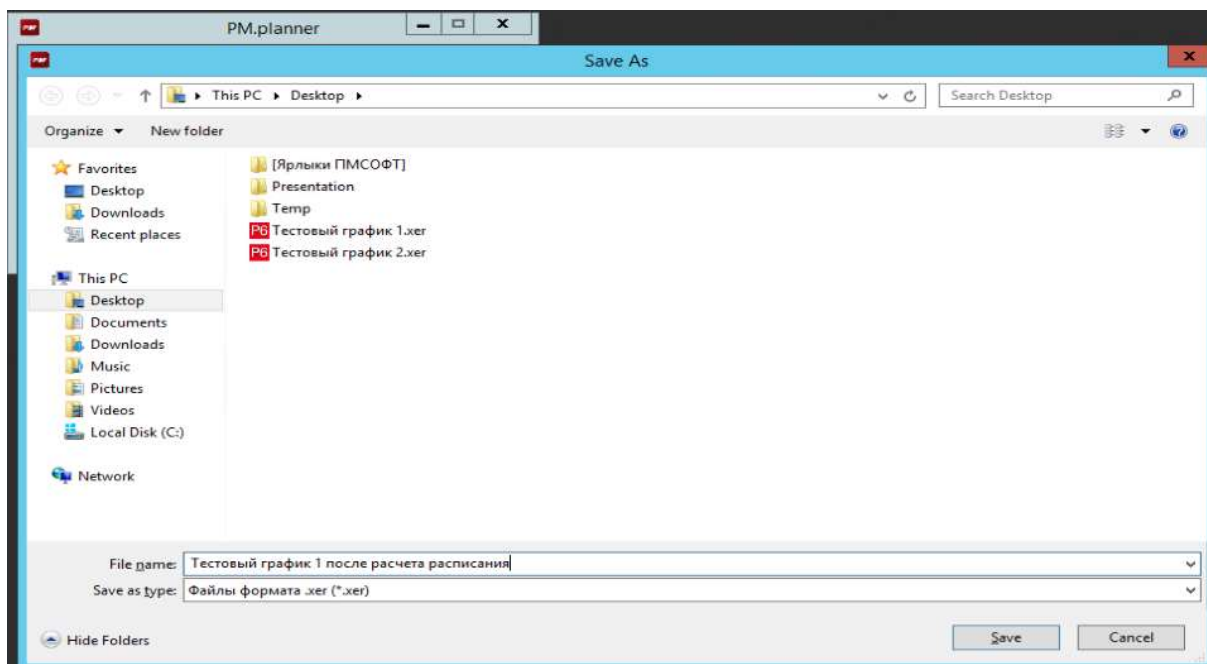 PM.planner
Save As
This PC Desktop
Search Desktop
Organize New folder
Favorites
Desktop
Downloads
Recent places
This PC
Desktop
Documents
Downloads
Music
Pictures
Videos
Local Disk (C:)
Network
[Ярлыки ПМСОФТ]
Presentation
Temp
P6 Тестовый график 1.xer
P6 Тестовый график 2.xer
File name: Тестовый график 1 после расчета расписания
Save as type: Файлы формата .xer (*.xer)
Hide Folders Save Cancel